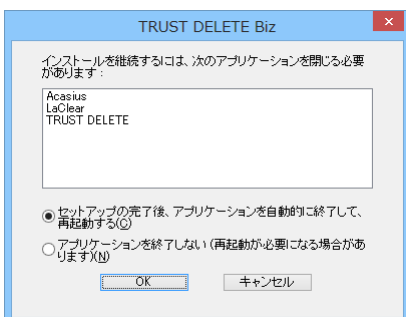 TRUST DELETE Biz
インストールを継続するには、次のアプリケーションを閉じる必要
があります:
Acasius
LaClear
TRUST DELETE
セットアップの完了後、アプリケーションを自動的に終了して、
再起動する(C)
アプリケーションを終了しない (再起動が必要になる場合があ
ります)(N)
OK
キャンセル